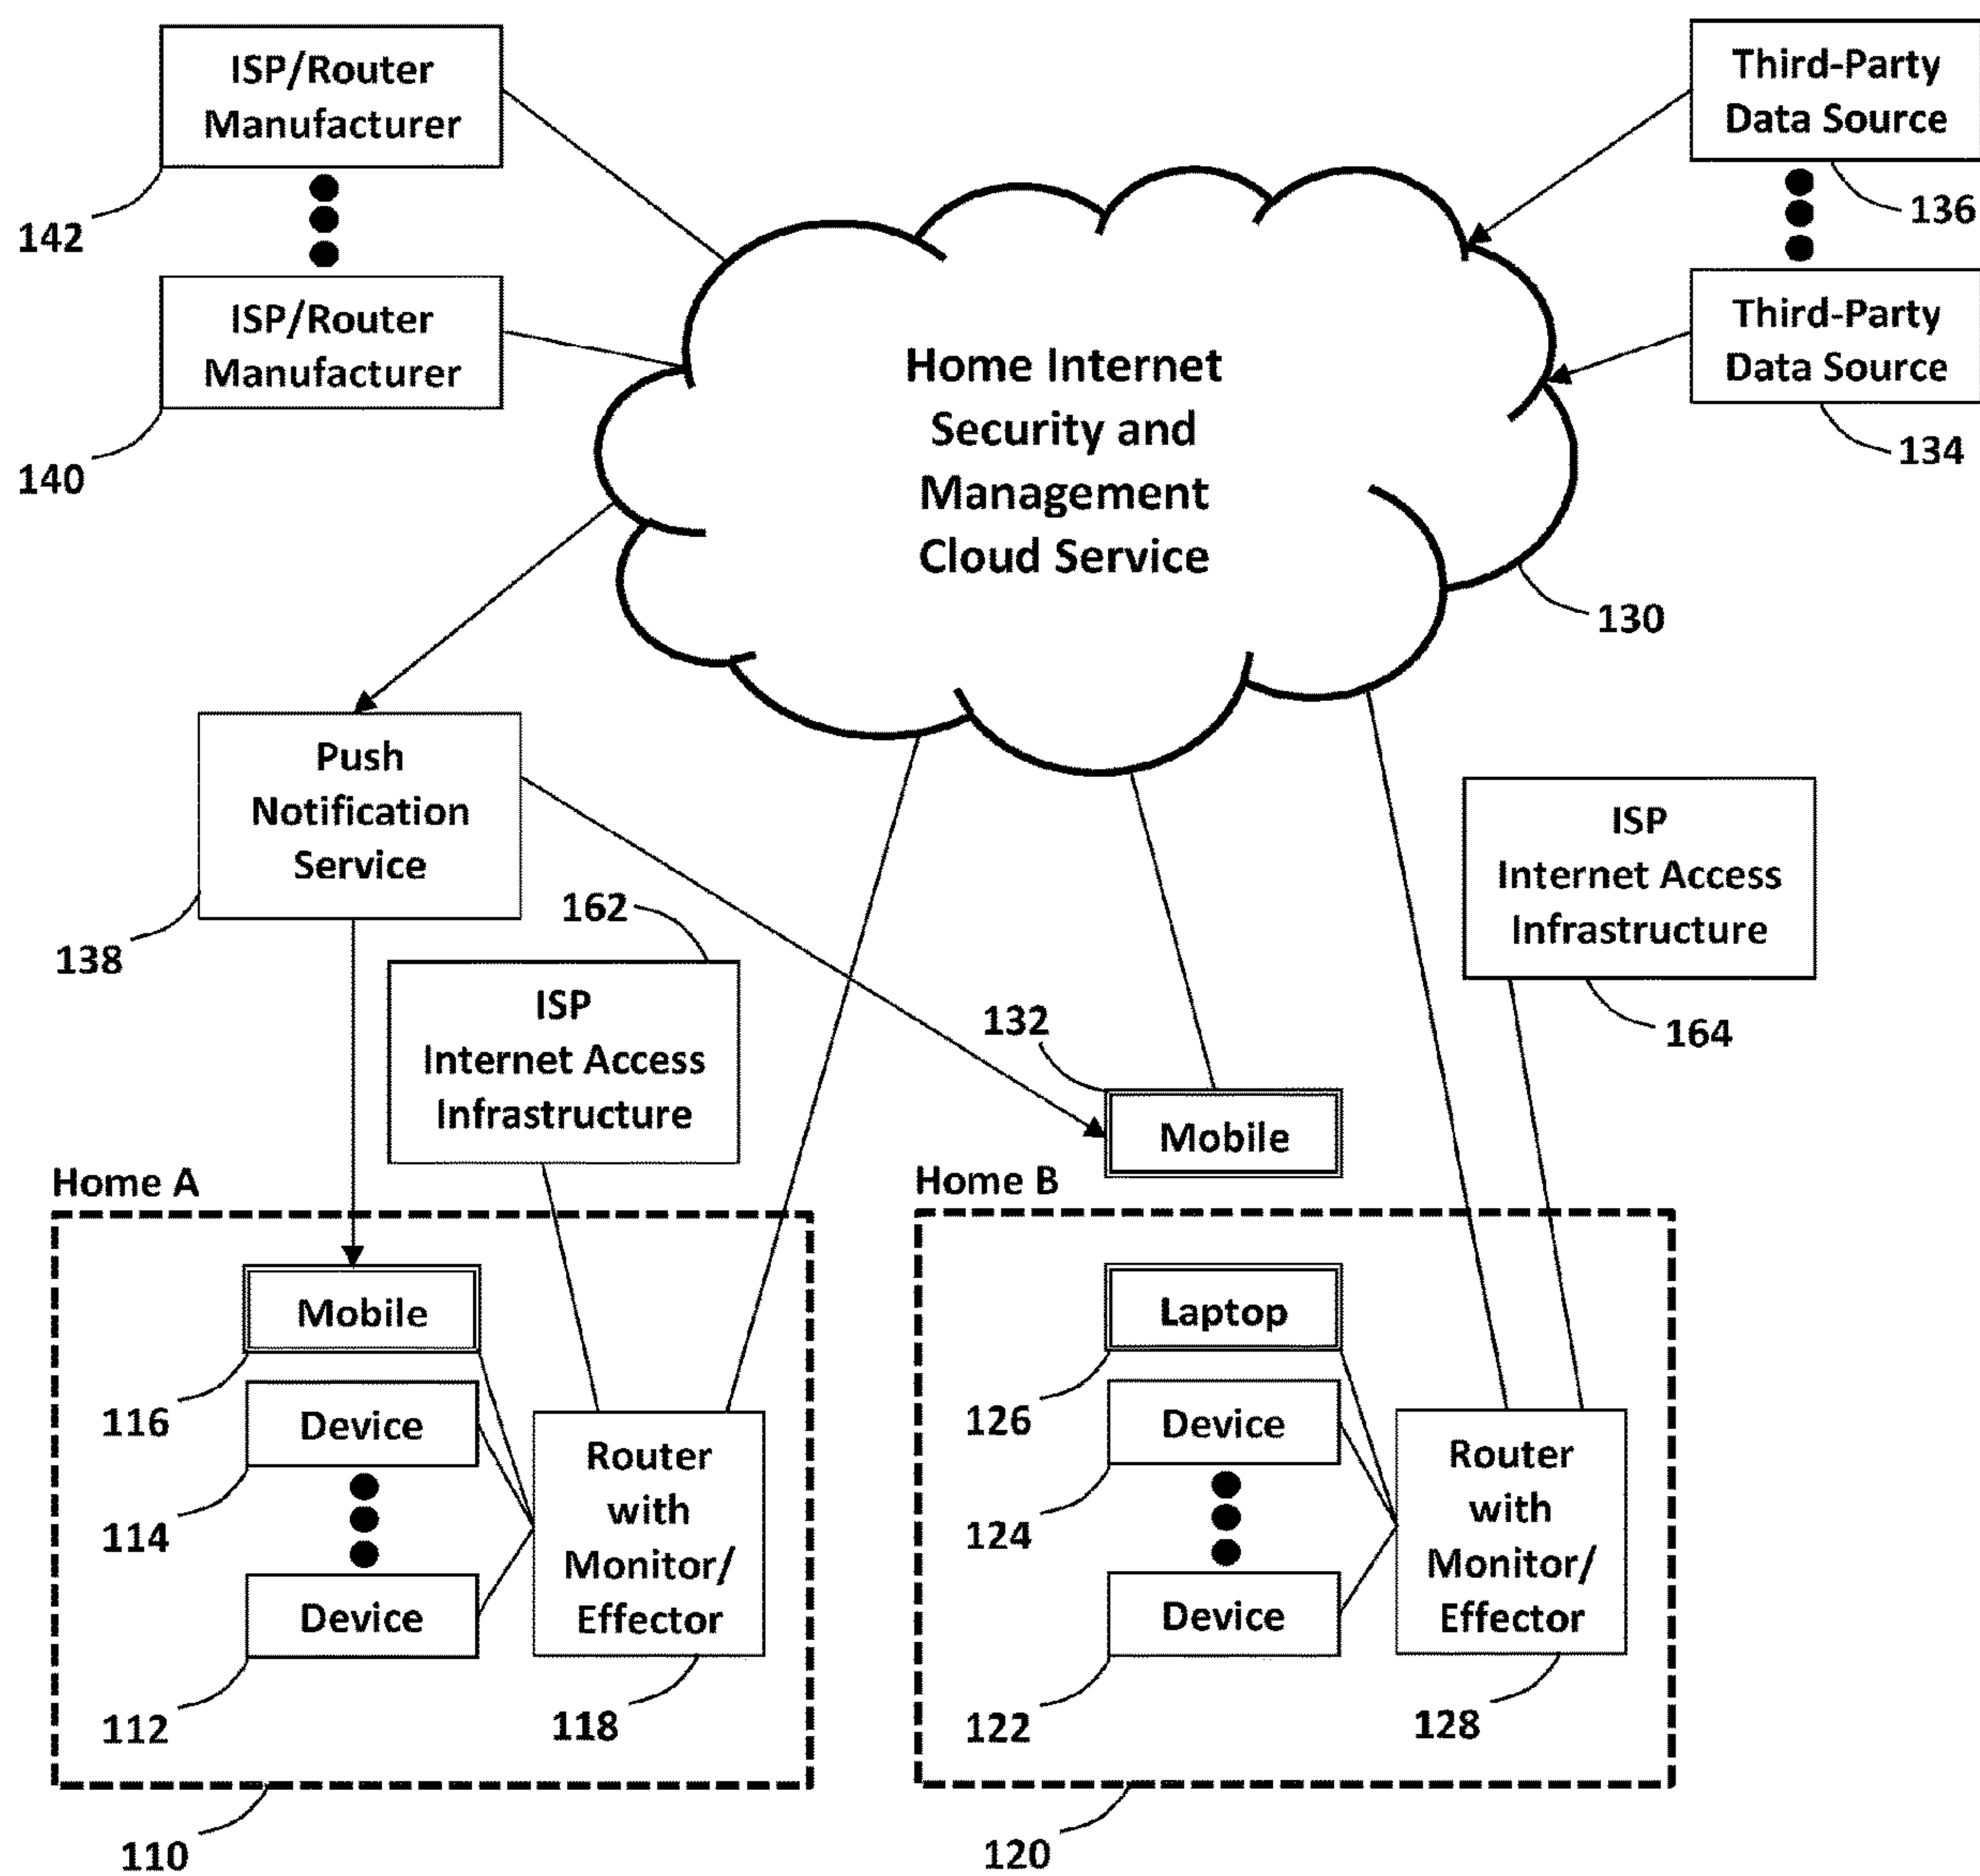 ISP/Router
Manufacturer
142
ISP/Router
Manufacturer
140
Third-Party
Data Source
136
Third-Party
Data Source
134
Home Internet
Security and
Management
Cloud Service
130
Push
Notification
Service
138
162
ISP
Internet Access
Infrastructure
132
Mobile
ISP
Internet Access
Infrastructure
164
Home A
Mobile
116
Device
114
Device
112
Router
with
Monitor/
Effector
118
110
Home B
Laptop
126
Device
124
Device
122
Router
with
Monitor/
Effector
128
120